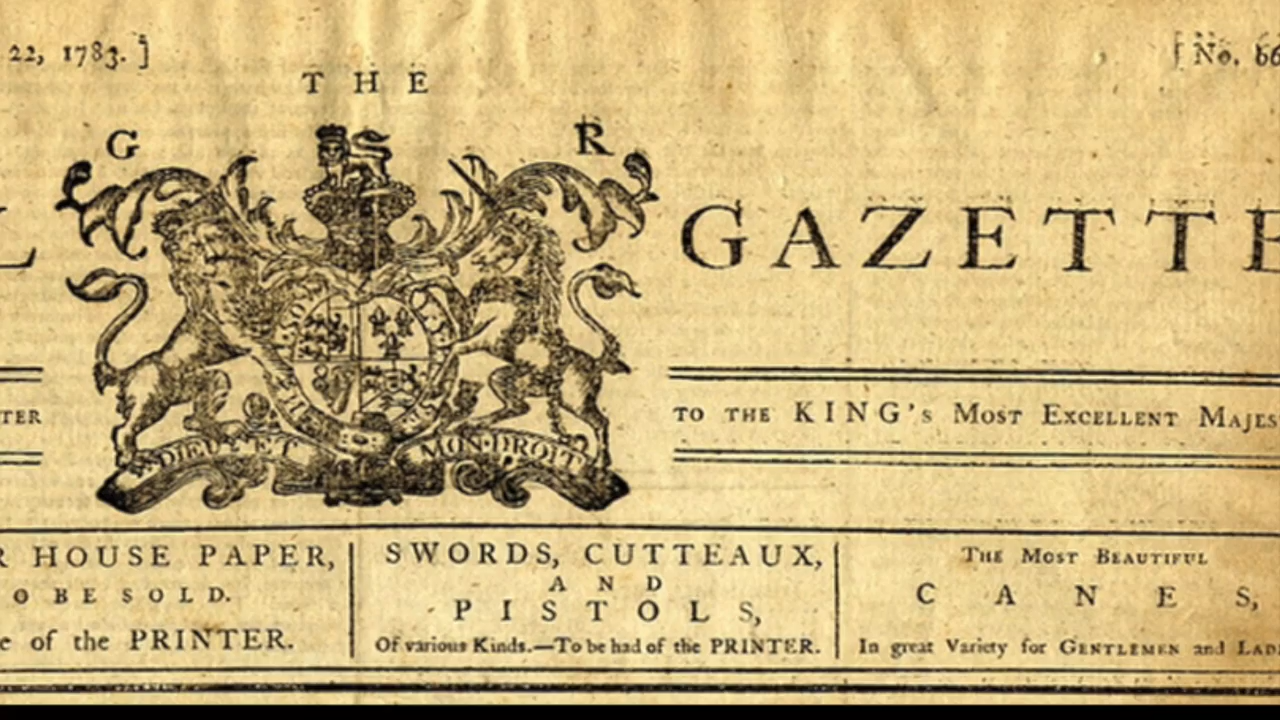 22, 1783. ]
[ No. 66
THE
G R
L GAZETTE
TER TO THE KING's MOST EXCELLENT MAJES
DIEU ET MON DROIT
R HOUSE PAPER,
O BE SOLD.
e of the PRINTER.
SWORDS, CUTTEAUX,
AND
PISTOLS,
Of various Kinds.—To be had of the PRINTER.
THE MOST BEAUTIFUL
CANES,
In great Variety for GENTLEMEN and LADI